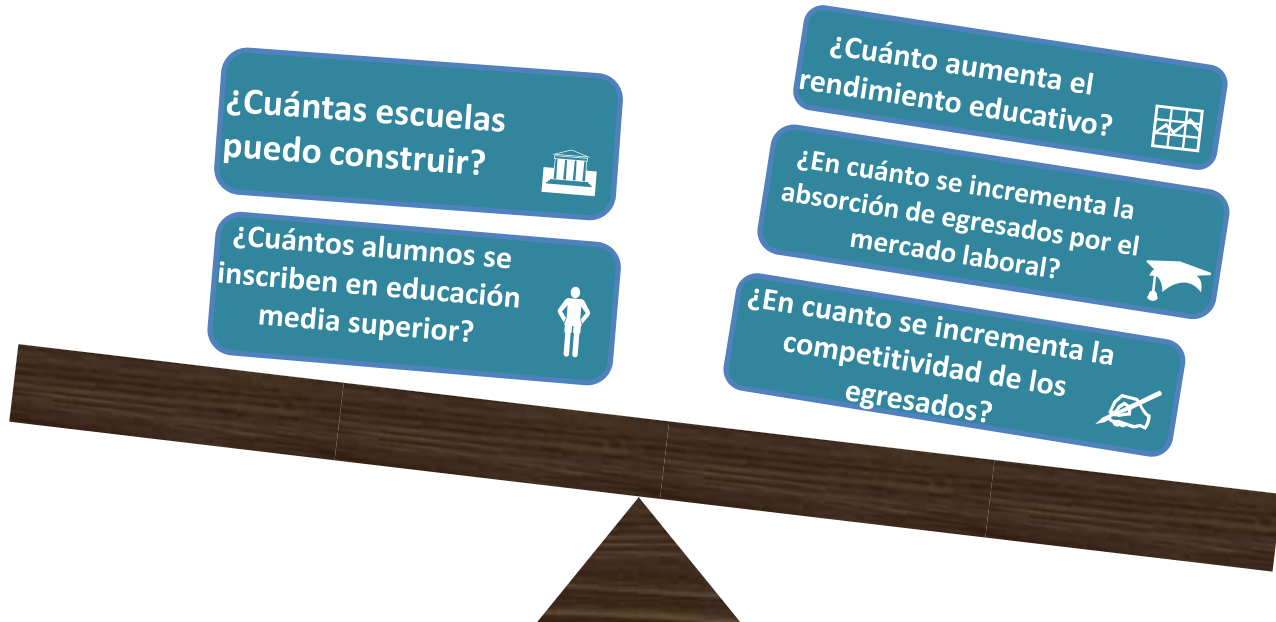 ¿Cuántas escuelas
puedo construir?
¿Cuántos alumnos se
inscriben en educación
media superior?
¿Cuánto aumenta el
rendimiento educativo?
¿En cuánto se incrementa la
absorción de egresados por el
mercado laboral?
¿En cuanto se incrementa la
competitividad de los
egresados?